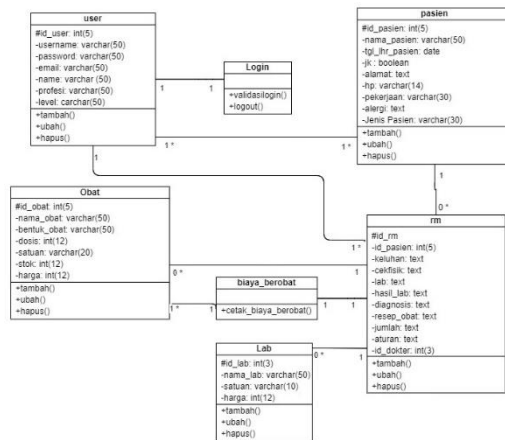 user
#id_user: int(5)
-username: varchar(50)
-password: varchar(50)
-email: varchar(50)
-name: varchar (50)
-profesi: varchar(50)
-level: carchar(50)
+tambah()
+ubah()
+hapus()
1
1
Login
+validasilogin()
+logout()
pasien
#id_pasien: int(5)
-nama_pasien: varchar(50)
-tgl_lhr_pasien: date
-jk : boolean
-alamat: text
-hp: varchar(14)
-pekerjaan: varchar(30)
-alergi: text
-Jenis Pasien: varchar(30)
+tambah()
+ubah()
+hapus()
1 *
1 *
1
1
0 *
1 *
Obat
#id_obat: int(5)
-nama_obat: varchar(50)
-bentuk_obat: varchar(50)
-dosis: int(12)
-satuan: varchar(20)
-stok: int(12)
-harga: int(12)
+tambah()
+ubah()
+hapus()
0 *
1
1 *
1
biaya_berobat
+cetak_biaya_berobat()
1
1
rm
#id_rm
-id_pasien: int(5)
-keluhan: text
-cekfisik: text
-lab: text
-hasil_lab: text
-diagnosis: text
-resep_obat: text
-jumlah: text
-aturan: text
-id_dokter: int(3)
+tambah()
+ubah()
+hapus()
Lab
#id_lab: int(3)
-nama_lab: varchar(50)
-satuan: varchar(10)
-harga: int(12)
+tambah()
+ubah()
+hapus()
0 *
1